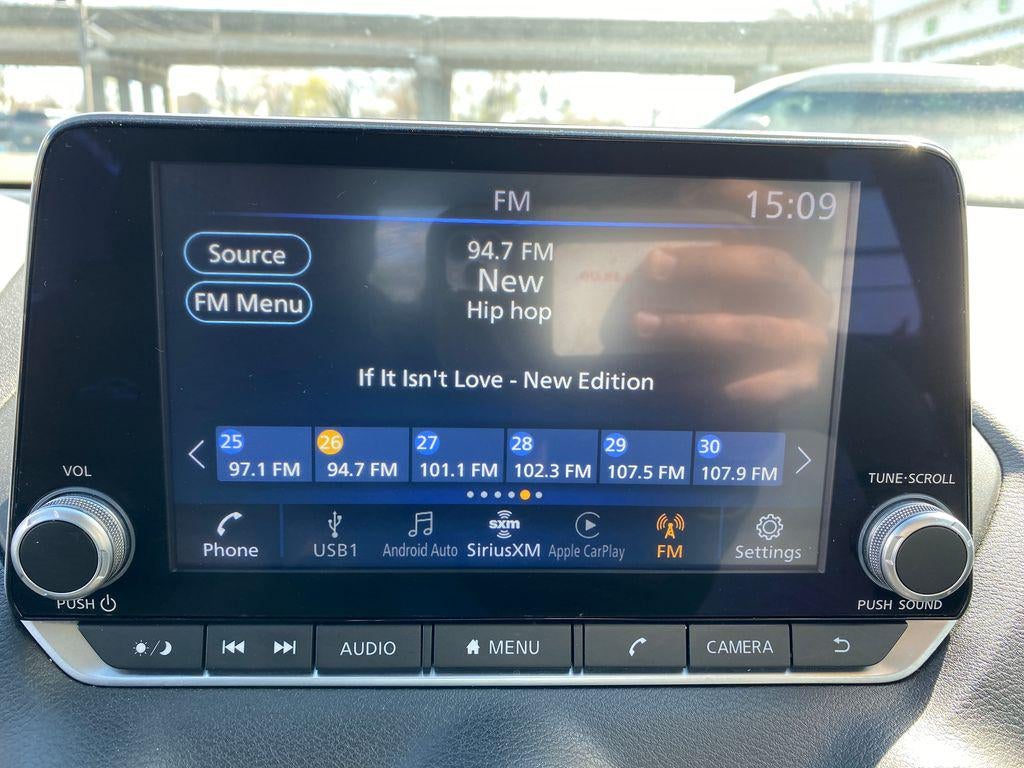 FM
15:09
Source
FM Menu
94.7 FM
New
Hip hop
If It Isn't Love - New Edition
25 26 27 28 29 30
97.1 FM 94.7 FM 101.1 FM 102.3 FM 107.5 FM 107.9 FM
VOL
TUNE·SCROLL
sxm
Phone USB1 Android Auto SiriusXM Apple CarPlay FM Settings
PUSH
PUSH SOUND
AUDIO MENU CAMERA